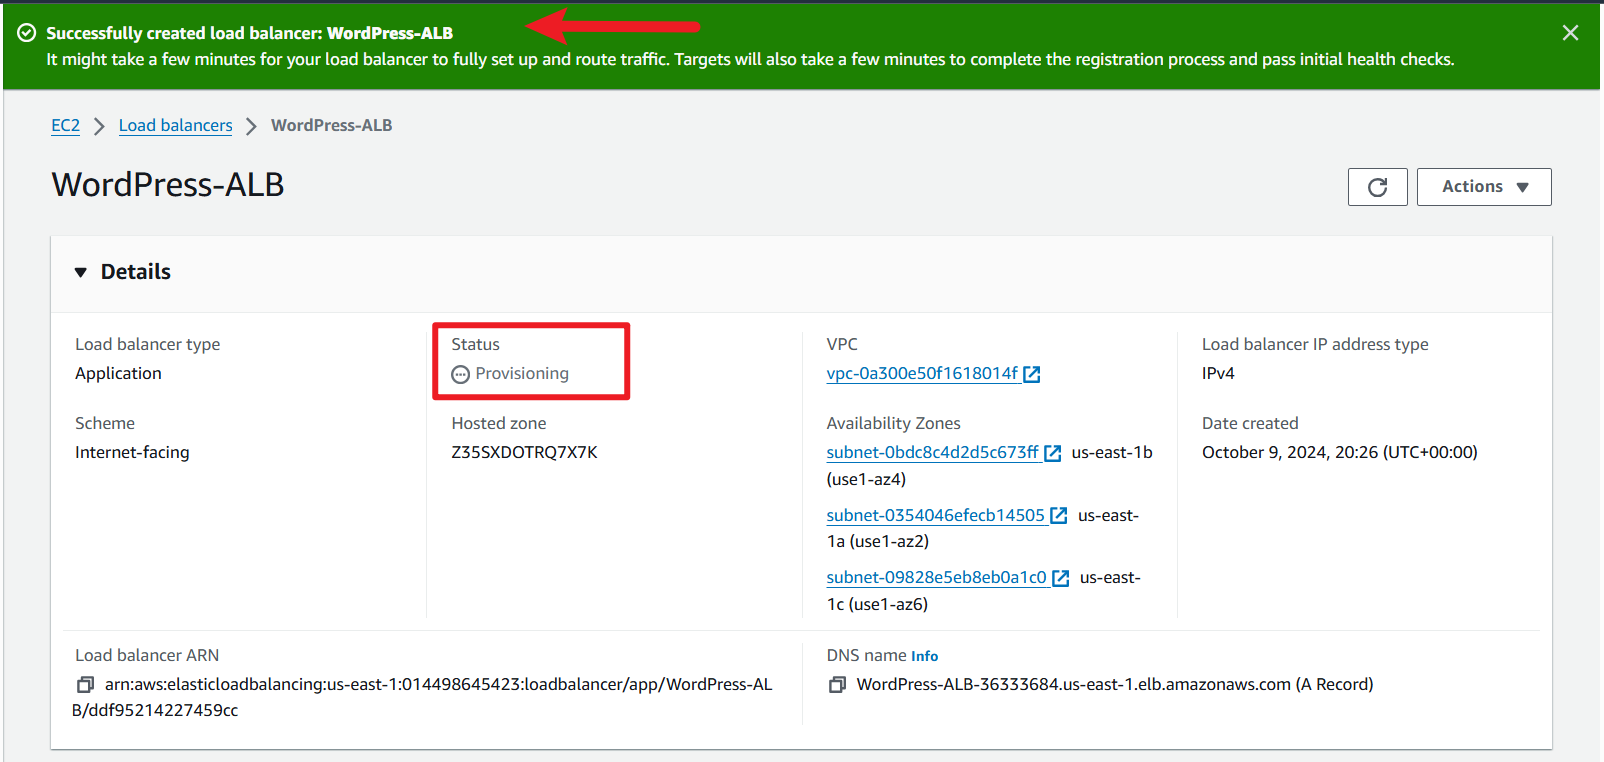 Successfully created load balancer: WordPress-ALB
It might take a few minutes for your load balancer to fully set up and route traffic. Targets will also take a few minutes to complete the registration process and pass initial health checks.
EC2 > Load balancers > WordPress-ALB
WordPress-ALB
Actions
Details
Load balancer type
Application
Status
Provisioning
VPC
vpc-0a300e50f1618014f
Load balancer IP address type
IPv4
Scheme
Internet-facing
Hosted zone
Z35SXDOTRQ7X7K
Availability Zones
subnet-0bdc8c4d2d5c673ff us-east-1b
(use1-az4)
subnet-0354046efecb14505 us-east-
1a (use1-az2)
subnet-09828e5eb8eb0a1c0 us-east-
1c (use1-az6)
Date created
October 9, 2024, 20:26 (UTC+00:00)
Load balancer ARN
arn:aws:elasticloadbalancing:us-east-1:014498645423:loadbalancer/app/WordPress-AL
B/ddf95214227459cc
DNS name Info
WordPress-ALB-36333684.us-east-1.elb.amazonaws.com (A Record)